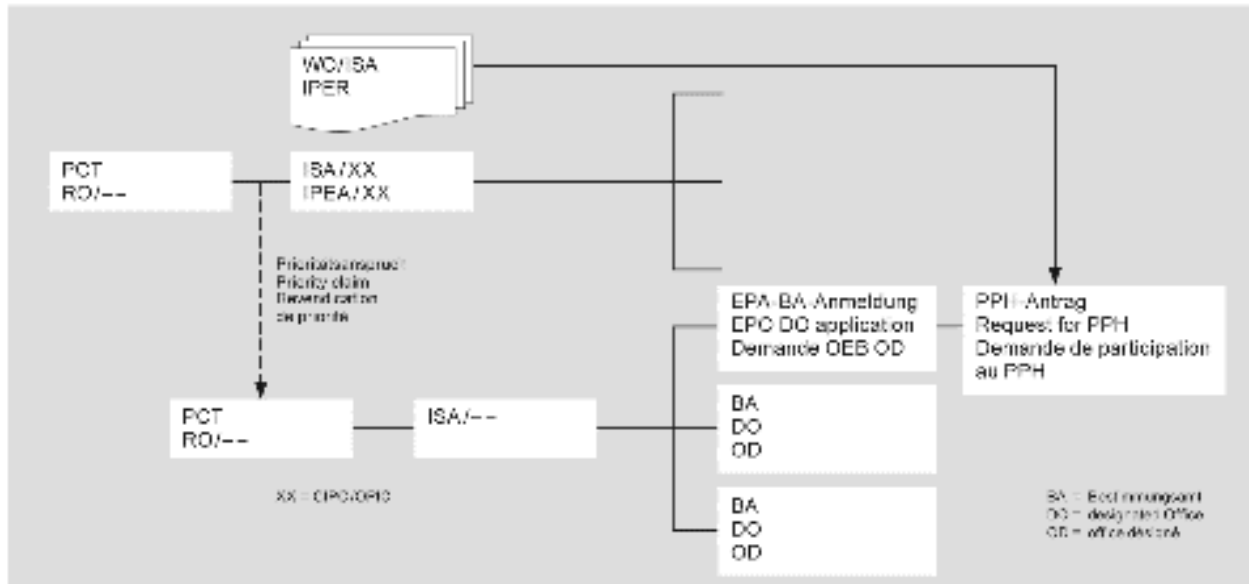 WO/ISA
IPER
PCT
RO/−−
ISA/XX
IPEA/XX
Prioritätsanspruch
Priority claim
Revendication
de priorité
EPA-BA-Anmeldung
EPO DO application
Demande OEB OD
PPH-Antrag
Request for PPH
Demande de participation
au PPH
PCT
RO/−−
ISA/−−
BA
DO
OD
XX = CIPO/OPIC
BA
DO
OD
BA = Bestimmungsamt
DO = designated Office
OD = office désigné